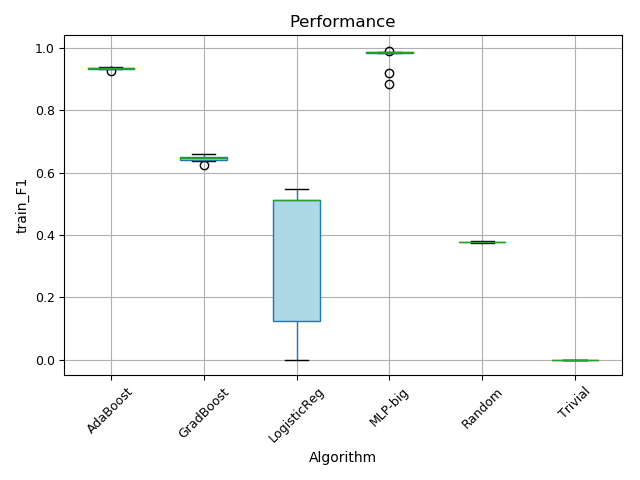 Performance
train_F1
1.0
0.8
0.6
0.4
0.2
0.0
AdaBoost
GradBoost
LogisticReg
MLP-big
Random
Trivial
Algorithm